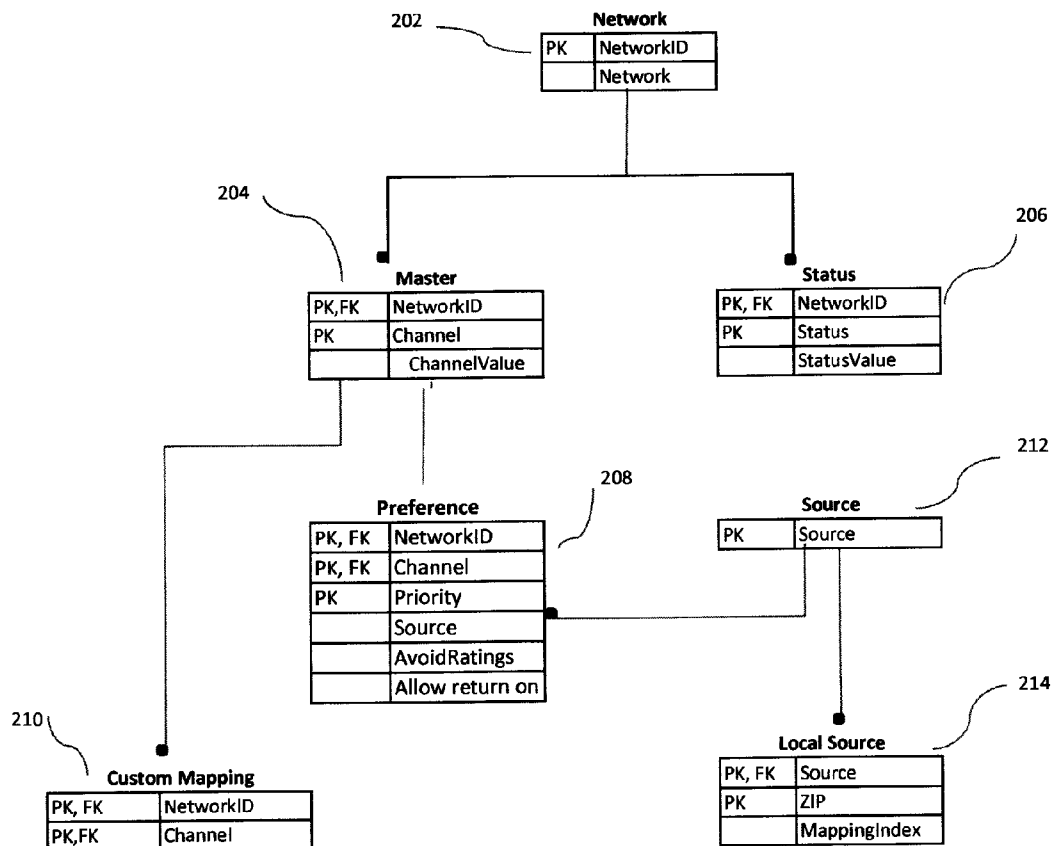 202
Network
PK NetworkID
Network
204
Master
PK,FK NetworkID
PK Channel
ChannelValue
206
Status
PK, FK NetworkID
PK Status
StatusValue
208
Preference
PK, FK NetworkID
PK, FK Channel
PK Priority
Source
AvoidRatings
Allow return on
212
Source
PK Source
210
Custom Mapping
PK, FK NetworkID
PK,FK Channel
214
Local Source
PK, FK Source
PK ZIP
MappingIndex